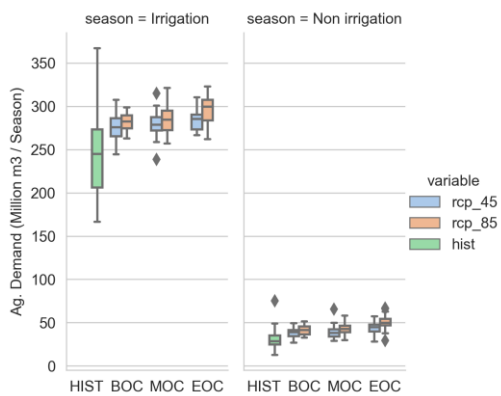 season = Irrigation
season = Non irrigation
Ag. Demand (Million m3 / Season)
350
300
250
200
150
100
50
0
HIST BOC MOC EOC
HIST BOC MOC EOC
variable
rcp_45
rcp_85
hist